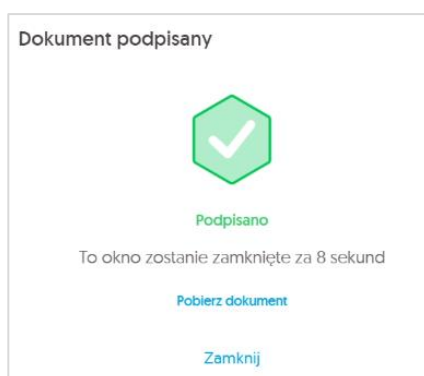 Dokument podpisany
Podpisano
To okno zostanie zamknięte za 8 sekund
Pobierz dokument
Zamknij